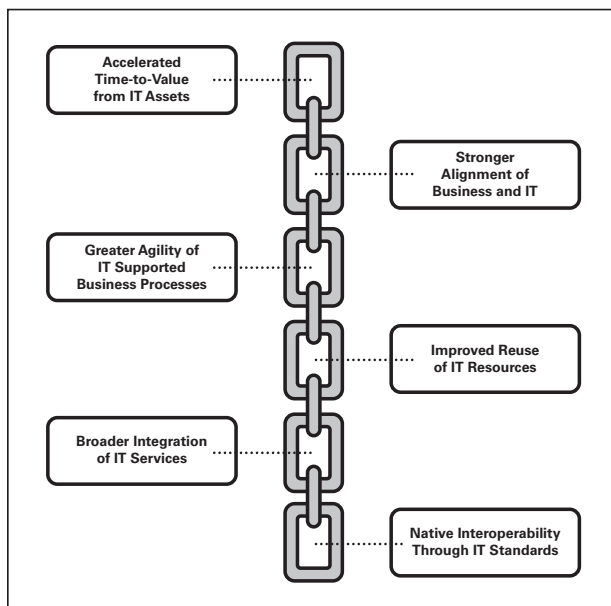 Accelerated
Time-to-Value
from IT Assets
Stronger
Alignment of
Business and IT
Greater Agility of
IT Supported
Business Processes
Improved Reuse
of IT Resources
Broader Integration
of IT Services
Native Interoperability
Through IT Standards